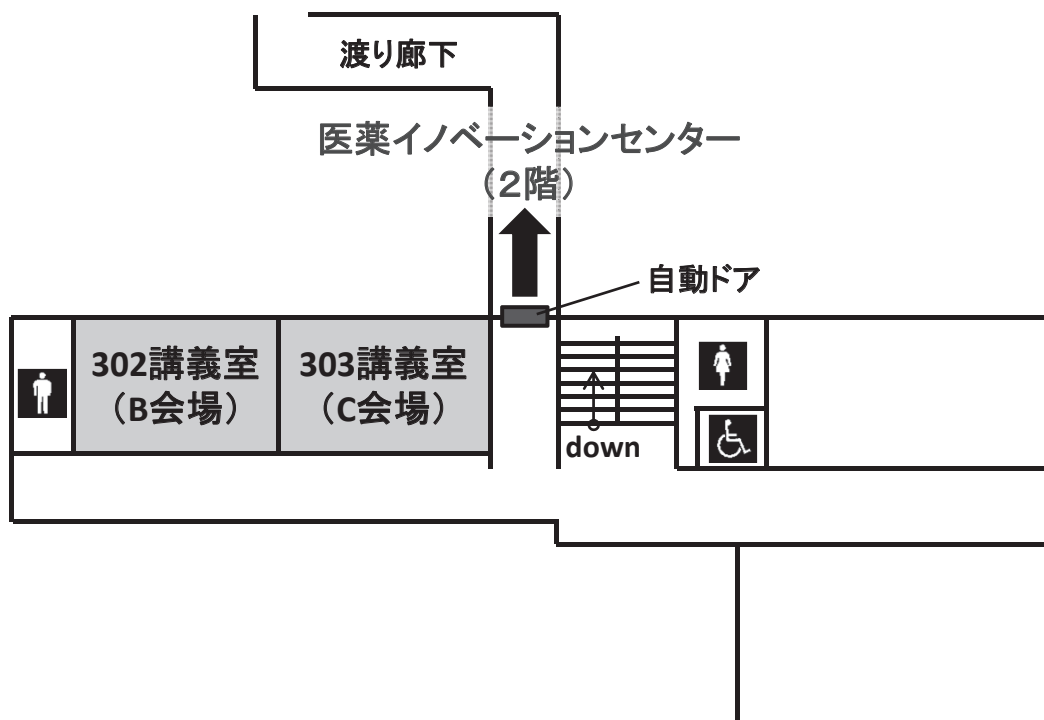 渡り廊下
医薬イノベーションセンター
（２階）
自動ドア
302講義室
（B会場）
303講義室
（C会場）
down